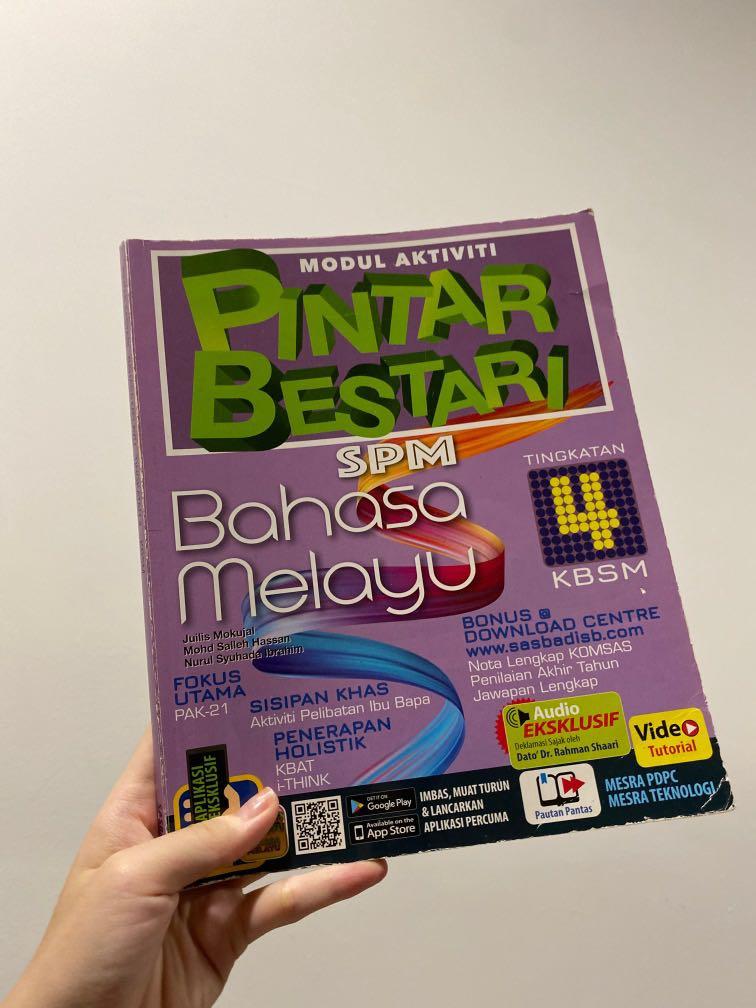 MODUL AKTIVITI
PINTAR
BESTARI
SPM
Bahasa
Melayu
TINGKATAN
4
KBSM
Juilis Mokujal
Mohd Salleh Hassan
Nurul Syuhada Ibrahim
BONUS @
DOWNLOAD CENTRE
www.sasbadisb.com
Nota Lengkap KOMSAS
Penilaian Akhir Tahun
Jawapan Lengkap
FOKUS
UTAMA
PAK-21
SISIPAN KHAS
Aktiviti Pelibatan Ibu Bapa
PENERAPAN
HOLISTIK
KBAT
i-THINK
Audio
EKSKLUSIF
Deklamasi Sajak oleh
Dato' Dr. Rahman Shaari
Video
Tutorial
APLIKASI
EKSKLUSIF
GET IT ON
Google Play
Available on the
App Store
IMBAS, MUAT TURUN
& LANCARKAN
APLIKASI PERCUMA
Pautan Pantas
MESRA PDPC
MESRA TEKNOLOGI